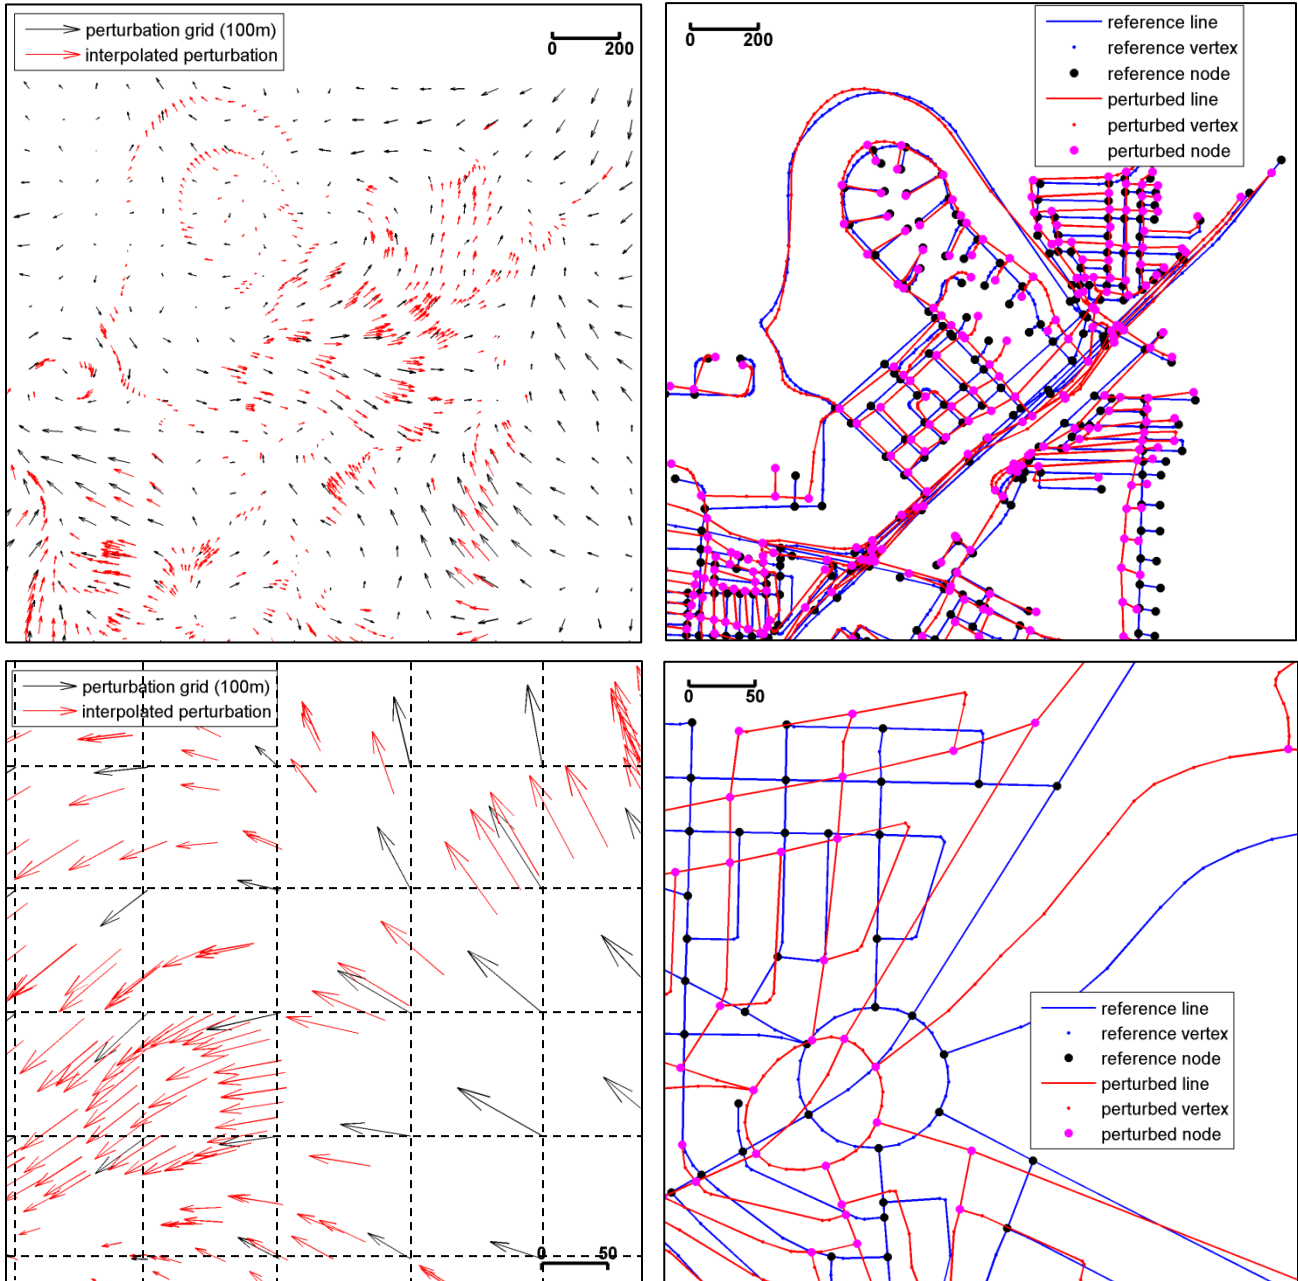 perturbation grid (100m)
interpolated perturbation
0 200
0 200
reference line
reference vertex
reference node
perturbed line
perturbed vertex
perturbed node
perturbation grid (100m)
interpolated perturbation
0 50
0 50
reference line
reference vertex
reference node
perturbed line
perturbed vertex
perturbed node